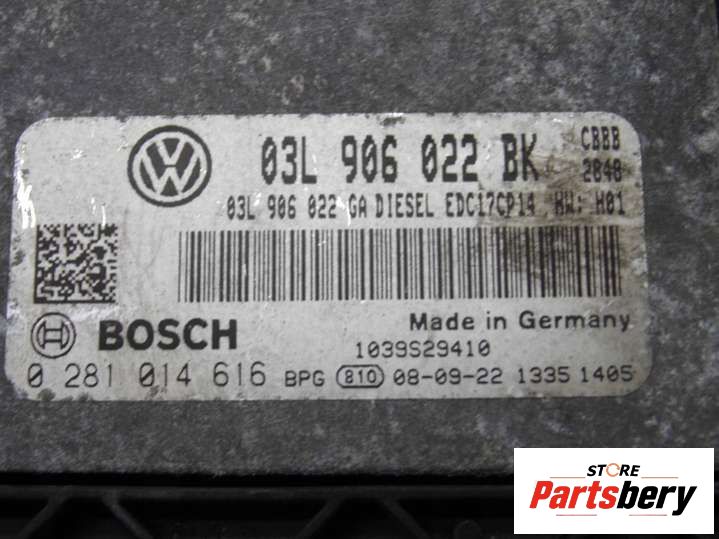 03L 906 022 BK CBBB
2848
03L 906 022 GA DIESEL EDC17CP14 HW: H01
BOSCH
Made in Germany
1039S29410
0 281 014 616 BPG 810 08-09-22 1335 1405
STORE
Partsbery